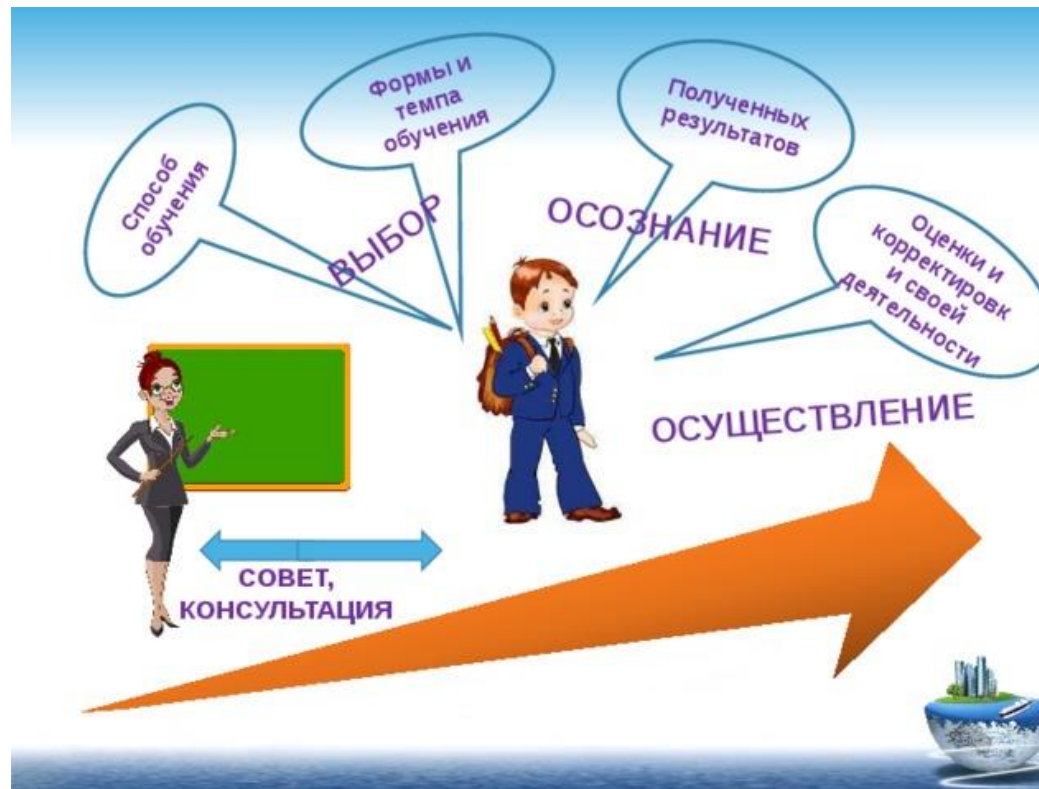 Способ
обучения
Формы и
темпа
обучения
ВЫБОР
Полученных
результатов
ОСОЗНАНИЕ
Оценки и
корректировк
и своей
деятельности
ОСУЩЕСТВЛЕНИЕ
СОВЕТ,
КОНСУЛЬТАЦИЯ